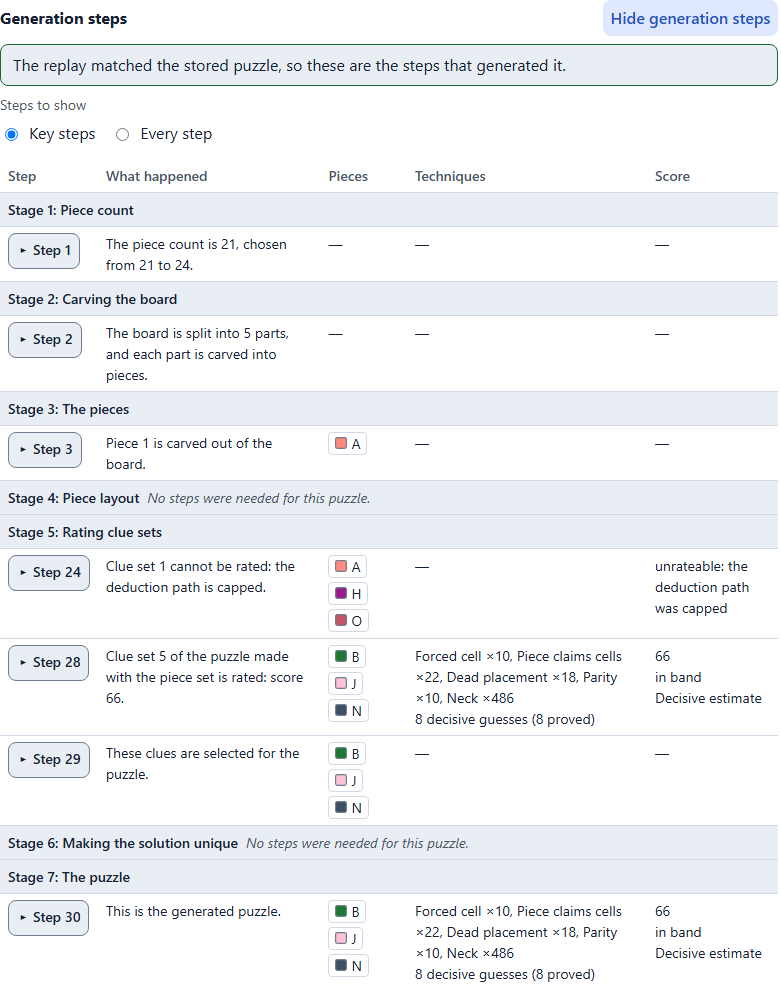 Generation steps
Hide generation steps
The replay matched the stored puzzle, so these are the steps that generated it.
Steps to show
Key steps
Every step
Step What happened Pieces Techniques Score
Stage 1: Piece count
▸ Step 1
The piece count is 21, chosen
from 21 to 24.
—
—
—
Stage 2: Carving the board
▸ Step 2
The board is split into 5 parts,
and each part is carved into
pieces.
—
—
—
Stage 3: The pieces
▸ Step 3
Piece 1 is carved out of the
board.
A
—
—
Stage 4: Piece layout No steps were needed for this puzzle.
Stage 5: Rating clue sets
▸ Step 24
Clue set 1 cannot be rated: the
deduction path is capped.
A
H
O
—
unrateable: the
deduction path
was capped
▸ Step 28
Clue set 5 of the puzzle made
with the piece set is rated: score
66.
B
J
N
Forced cell ×10, Piece claims cells
×22, Dead placement ×18, Parity
×10, Neck ×486
8 decisive guesses (8 proved)
66
in band
Decisive estimate
▸ Step 29
These clues are selected for the
puzzle.
B
J
N
—
—
Stage 6: Making the solution unique No steps were needed for this puzzle.
Stage 7: The puzzle
▸ Step 30
This is the generated puzzle.
B
J
N
Forced cell ×10, Piece claims cells
×22, Dead placement ×18, Parity
×10, Neck ×486
8 decisive guesses (8 proved)
66
in band
Decisive estimate